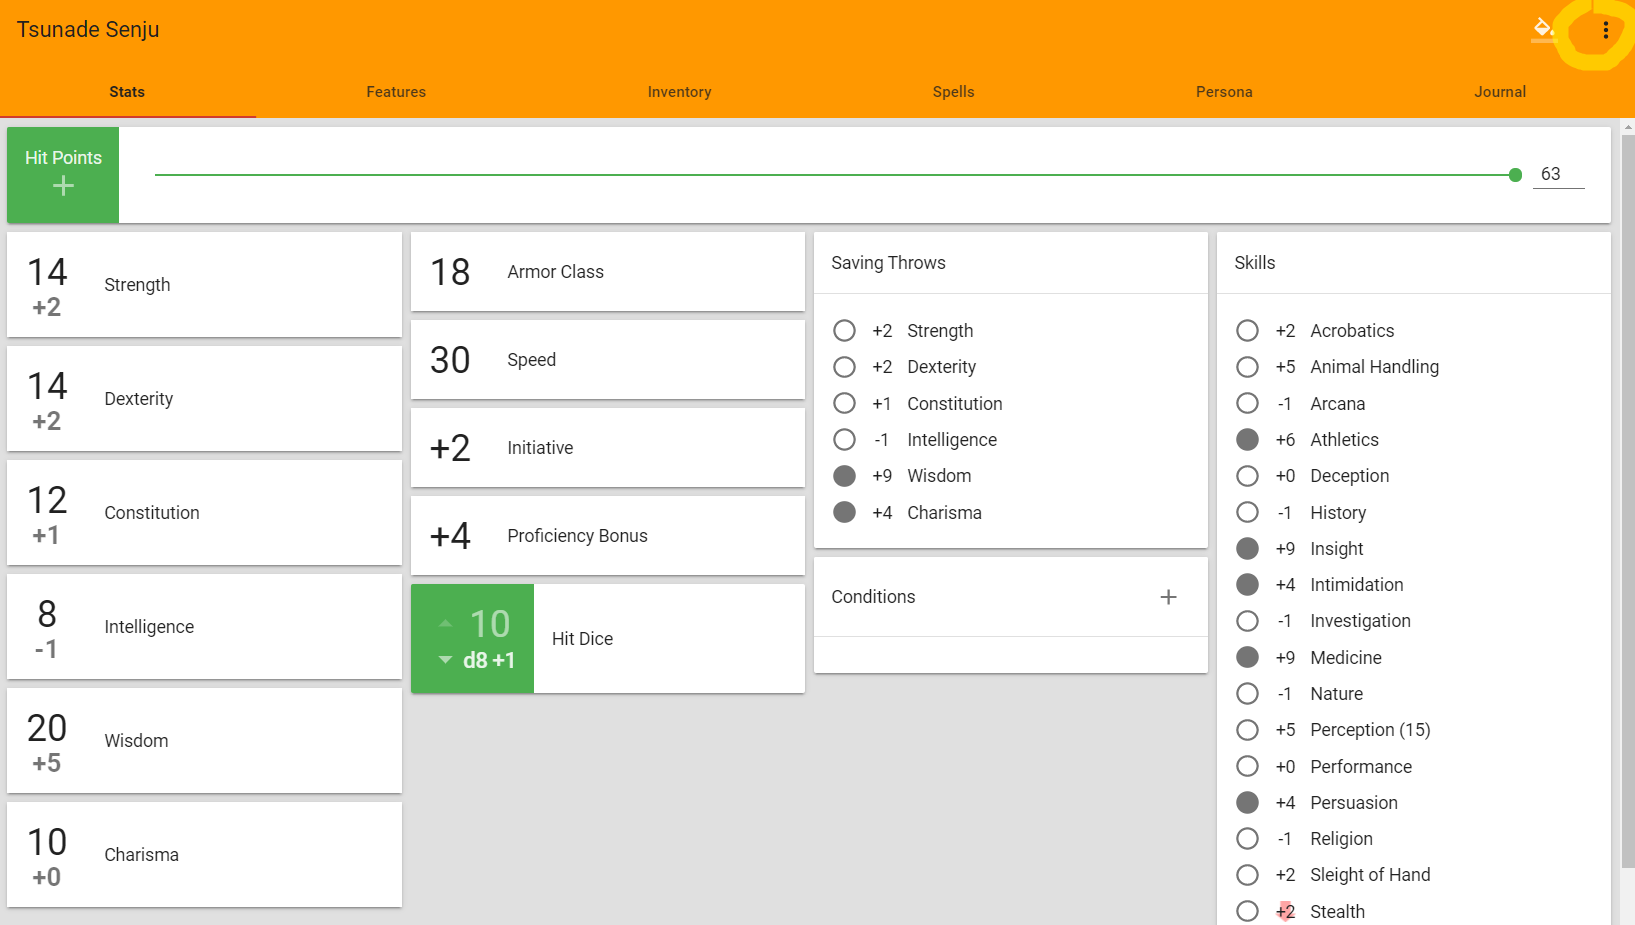 Tsunade Senju
Stats
Features
Inventory
Spells
Persona
Journal
Hit Points
63
14
+2
Strength
14
+2
Dexterity
12
+1
Constitution
8
-1
Intelligence
20
+5
Wisdom
10
+0
Charisma
18
Armor Class
30
Speed
+2
Initiative
+4
Proficiency Bonus
10
d8 +1
Hit Dice
Saving Throws
+2 Strength
+2 Dexterity
+1 Constitution
-1 Intelligence
+9 Wisdom
+4 Charisma
Conditions
Skills
+2 Acrobatics
+5 Animal Handling
-1 Arcana
+6 Athletics
+0 Deception
-1 History
+9 Insight
+4 Intimidation
-1 Investigation
+9 Medicine
-1 Nature
+5 Perception (15)
+0 Performance
+4 Persuasion
-1 Religion
+2 Sleight of Hand
+2 Stealth